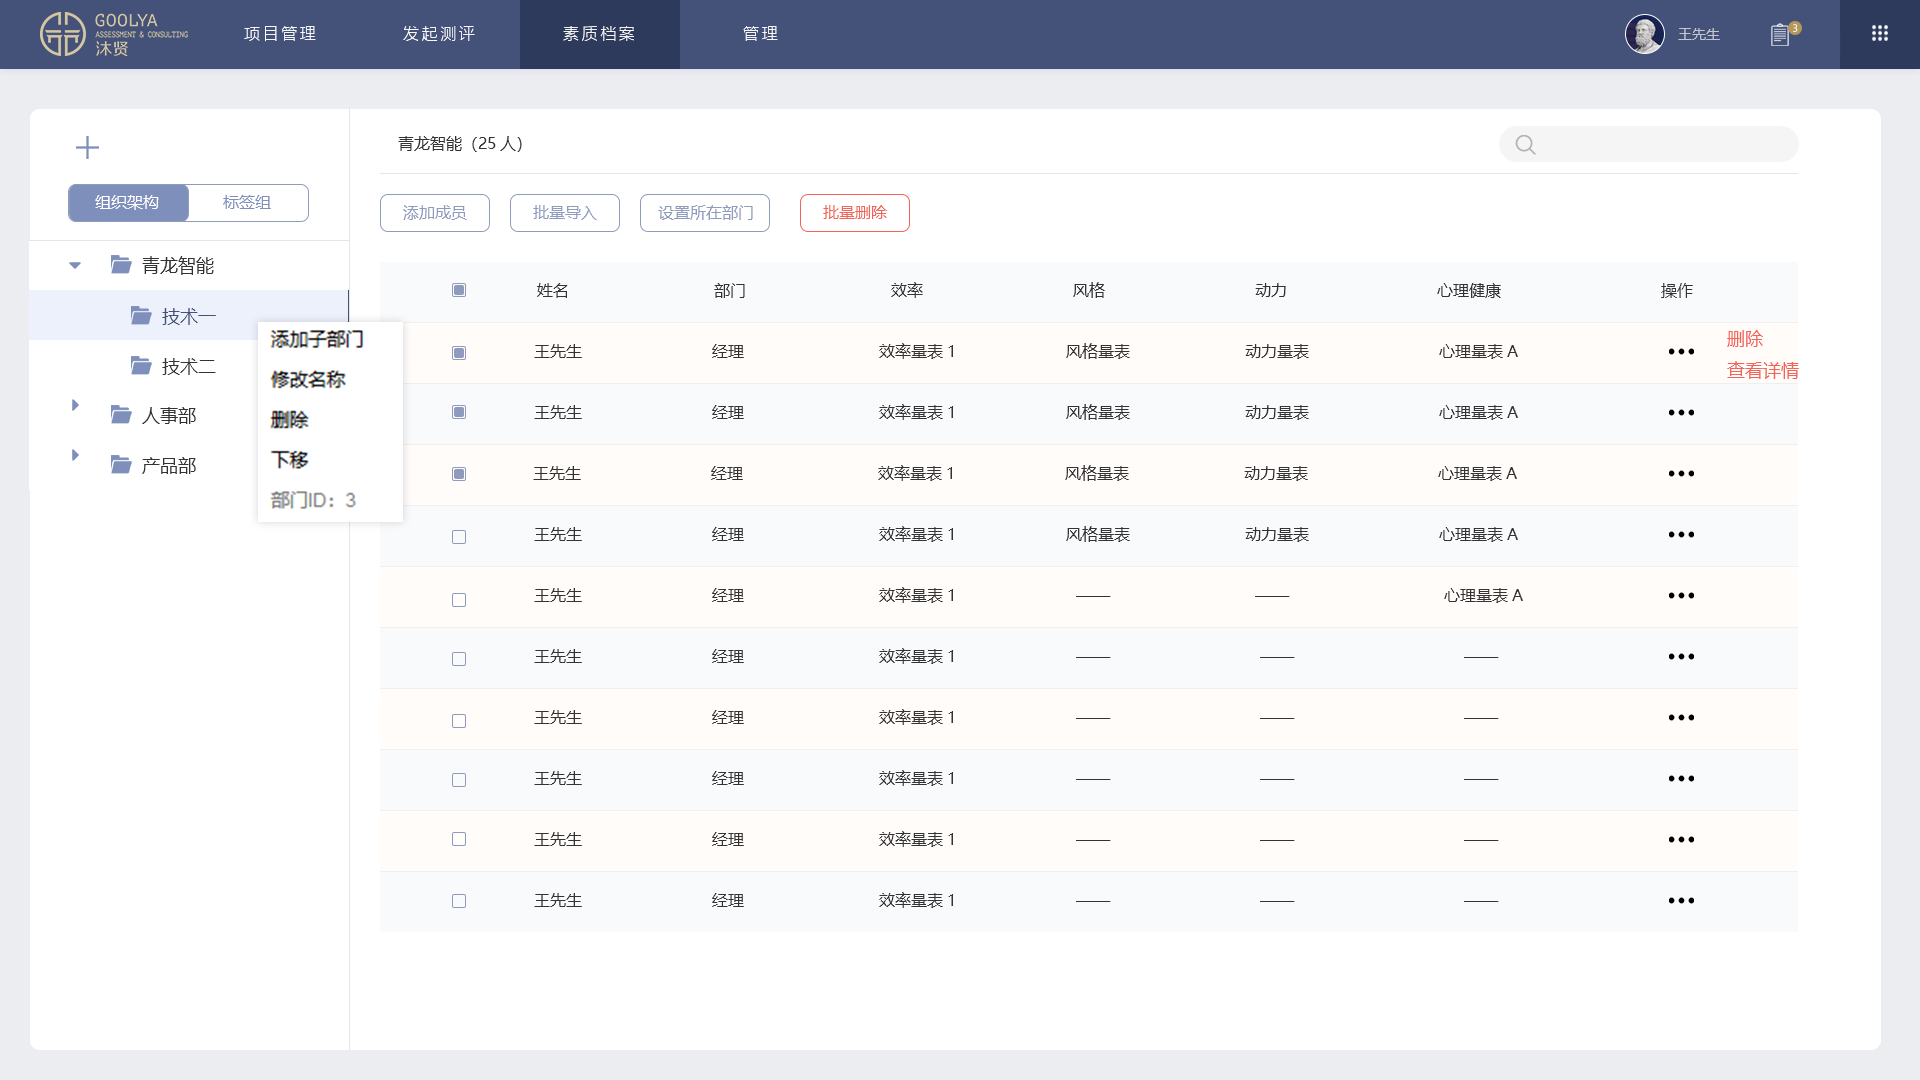 GOOLYA
ASSESSMENT & CONSULTING
沐贤
项目管理
发起测评
素质档案
管理
王先生
3
组织架构
标签组
青龙智能
技术一
技术二
人事部
产品部
添加子部门
修改名称
删除
下移
部门ID：3
青龙智能（25 人）
添加成员
批量导入
设置所在部门
批量删除
姓名 部门 效率 风格 动力 心理健康 操作
王先生 经理 效率量表 1 风格量表 动力量表 心理量表 A •••
删除
查看详情
王先生 经理 效率量表 1 风格量表 动力量表 心理量表 A •••
王先生 经理 效率量表 1 风格量表 动力量表 心理量表 A •••
王先生 经理 效率量表 1 风格量表 动力量表 心理量表 A •••
王先生 经理 效率量表 1 —— —— 心理量表 A •••
王先生 经理 效率量表 1 —— —— —— •••
王先生 经理 效率量表 1 —— —— —— •••
王先生 经理 效率量表 1 —— —— —— •••
王先生 经理 效率量表 1 —— —— —— •••
王先生 经理 效率量表 1 —— —— —— •••